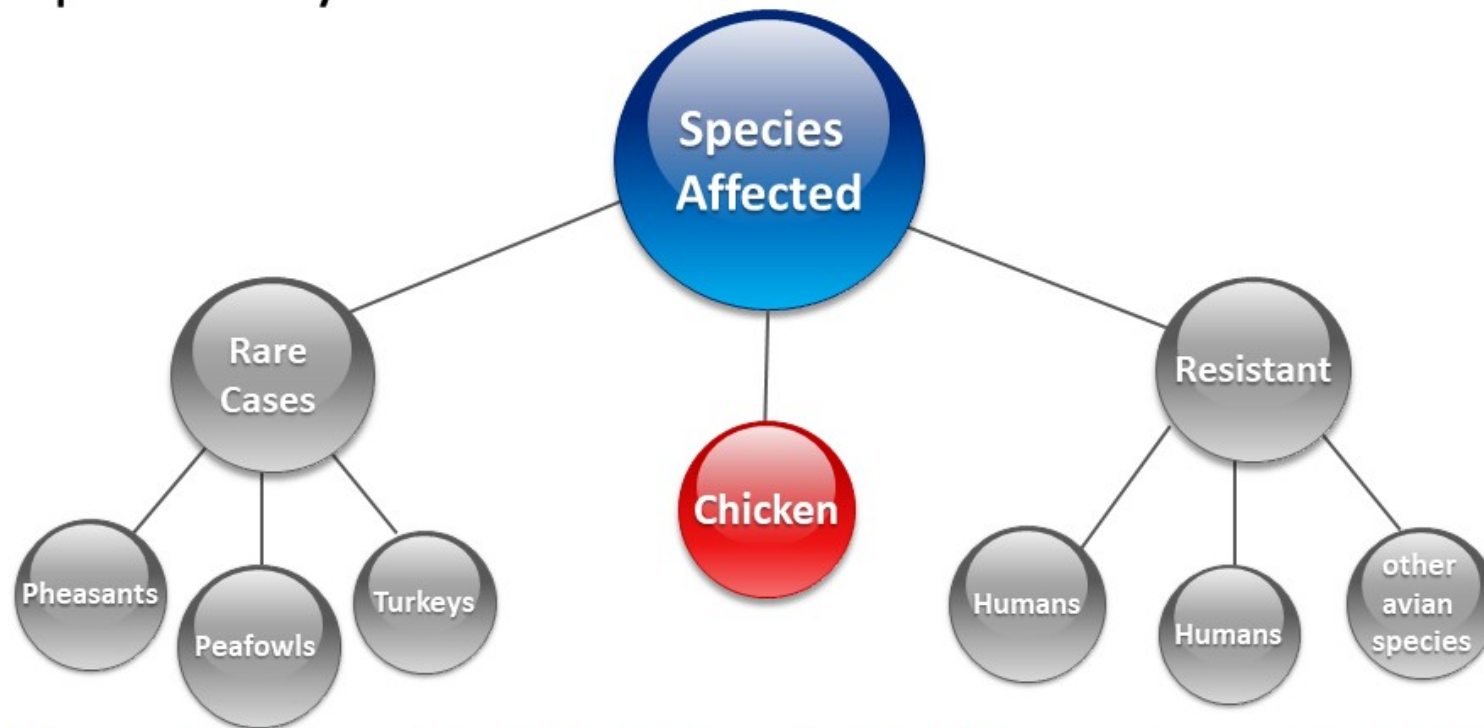 Species
Affected
Rare
Cases
Resistant
Chicken
Pheasants
Peafowls
Turkeys
Humans
Humans
other
avian
species